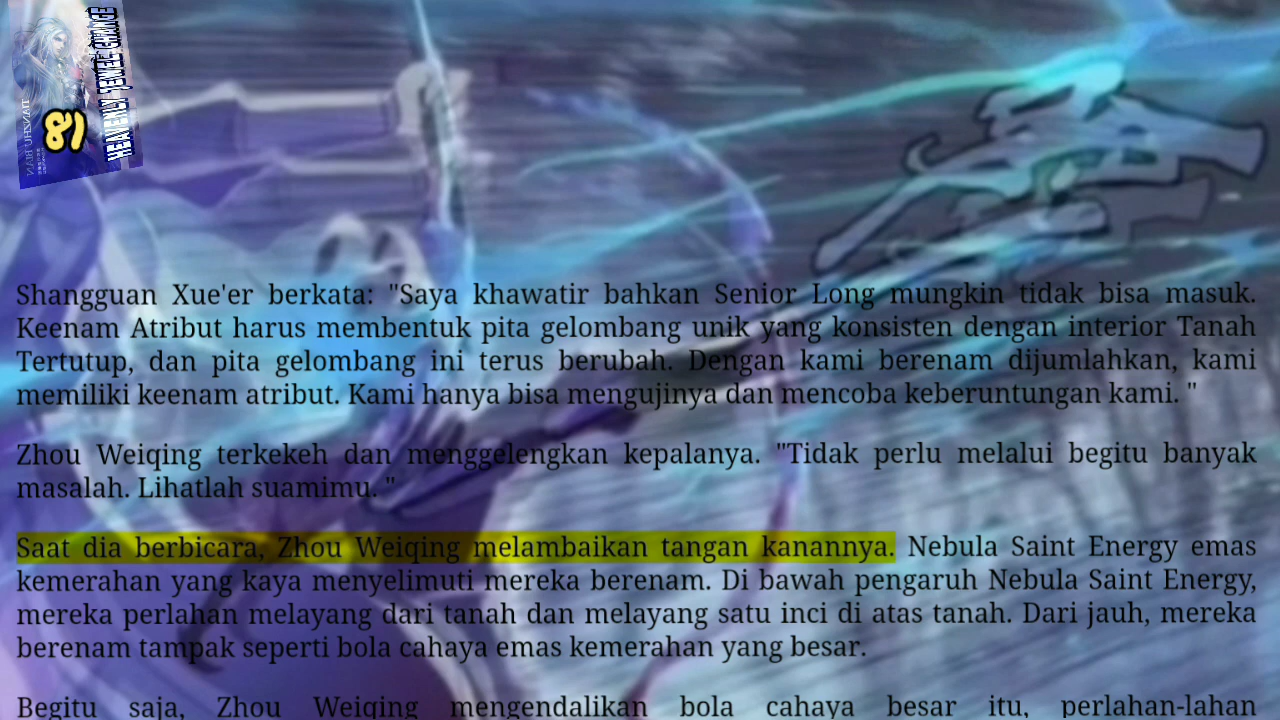 HEAVENLY JEWEL CHANGE
TIANZHU BIAN
81
Shangguan Xue'er berkata: "Saya khawatir bahkan Senior Long mungkin tidak bisa masuk.
Keenam Atribut harus membentuk pita gelombang unik yang konsisten dengan interior Tanah
Tertutup, dan pita gelombang ini terus berubah. Dengan kami berenam dijumlahkan, kami
memiliki keenam atribut. Kami hanya bisa mengujinya dan mencoba keberuntungan kami. "
Zhou Weiqing terkekeh dan menggelengkan kepalanya. "Tidak perlu melalui begitu banyak
masalah. Lihatlah suamimu. "
Saat dia berbicara, Zhou Weiqing melambaikan tangan kanannya. Nebula Saint Energy emas
kemerahan yang kaya menyelimuti mereka berenam. Di bawah pengaruh Nebula Saint Energy,
mereka perlahan melayang dari tanah dan melayang satu inci di atas tanah. Dari jauh, mereka
berenam tampak seperti bola cahaya emas kemerahan yang besar.
Begitu saja, Zhou Weiqing mengendalikan bola cahaya besar itu, perlahan-lahan